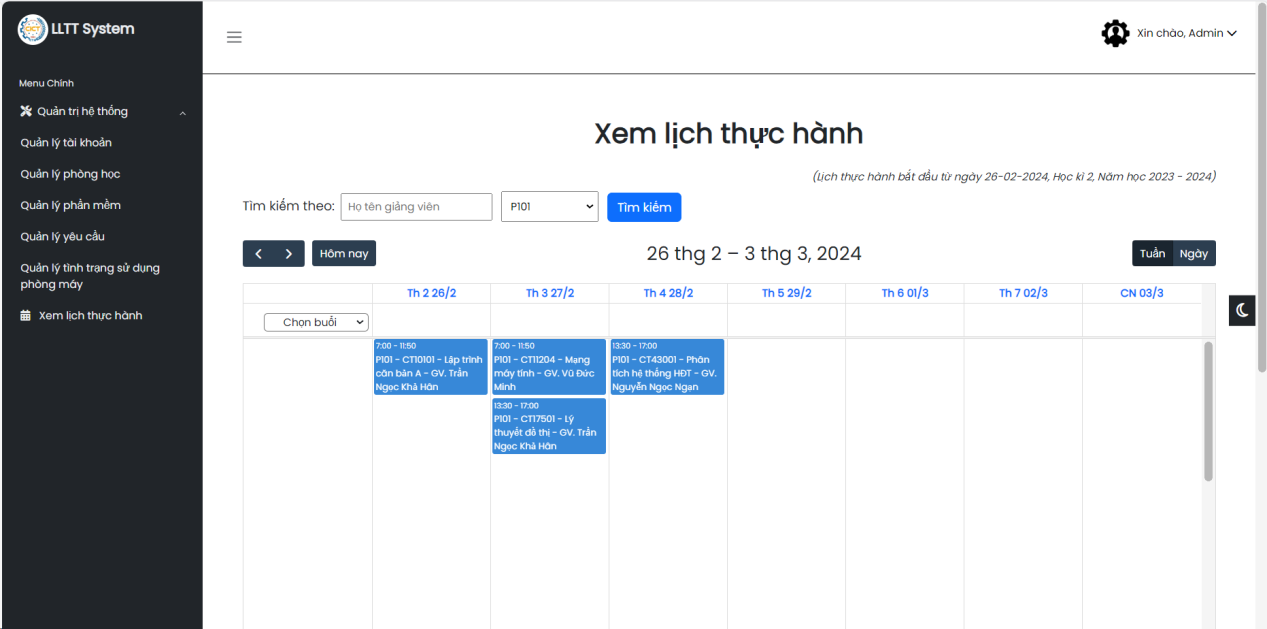 LLTT System
Xin chào, Admin
Menu Chính
Quản trị hệ thống
Quản lý tài khoản
Quản lý phòng học
Quản lý phần mềm
Quản lý yêu cầu
Quản lý tình trạng sử dụng
phòng máy
Xem lịch thực hành
Xem lịch thực hành
(Lịch thực hành bắt đầu từ ngày 26-02-2024, Học kì 2, Năm học 2023 - 2024)
Tìm kiếm theo: Họ tên giảng viên P101 Tìm kiếm
Hôm nay 26 thg 2 – 3 thg 3, 2024 Tuần Ngày
Th 2 26/2 Th 3 27/2 Th 4 28/2 Th 5 29/2 Th 6 01/3 Th 7 02/3 CN 03/3
Chọn buổi
7:00 - 11:50
P101 - CT10101 - Lập trình
căn bản A - GV. Trần
Ngọc Khả Hân
7:00 - 11:50
P101 - CT11204 - Mạng
máy tính - GV. Vũ Đức
Minh
13:30 - 17:00
P101 - CT17501 - Lý
thuyết đồ thị - GV. Trần
Ngọc Khả Hân
13:30 - 17:00
P101 - CT43001 - Phân
tích hệ thống HĐT - GV.
Nguyễn Ngọc Ngạn